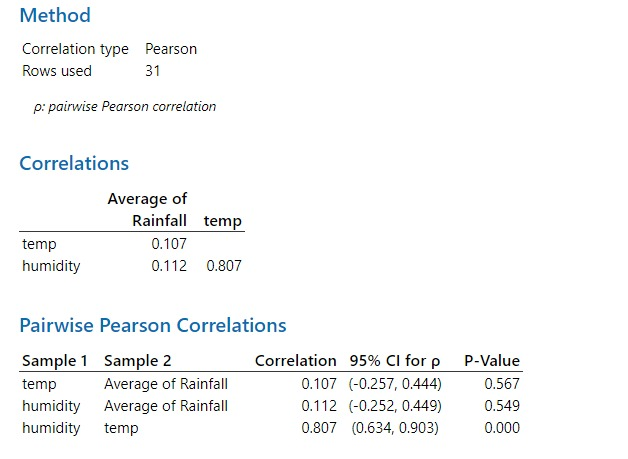 Method
Correlation type Pearson
Rows used 31
ρ: pairwise Pearson correlation
Correlations
Average of
Rainfall temp
temp 0.107
humidity 0.112 0.807
Pairwise Pearson Correlations
Sample 1 Sample 2 Correlation 95% CI for ρ P-Value
temp Average of Rainfall 0.107 (-0.257, 0.444) 0.567
humidity Average of Rainfall 0.112 (-0.252, 0.449) 0.549
humidity temp 0.807 (0.634, 0.903) 0.000